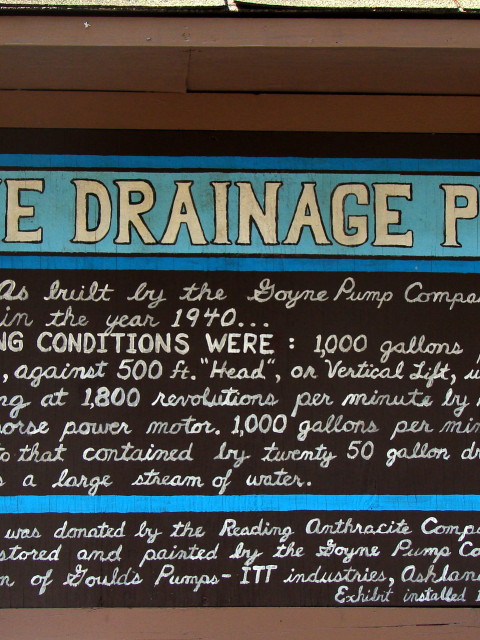 E DRAINAGE P
As built by the Goyne Pump Compa
in the year 1940...
NG CONDITIONS WERE : 1,000 gallons
, against 500 ft. "Head", or Vertical Lift, u
ng at 1,800 revolutions per minute by
horse power motor. 1,000 gallons per min
to that contained by twenty 50 gallon dr
s a large stream of water.
was donated by the Reading Anthracite Comp
stored and painted by the Goyne Pump Co
n of Gould's Pumps - ITT industries, Ashlan
Exhibit installed